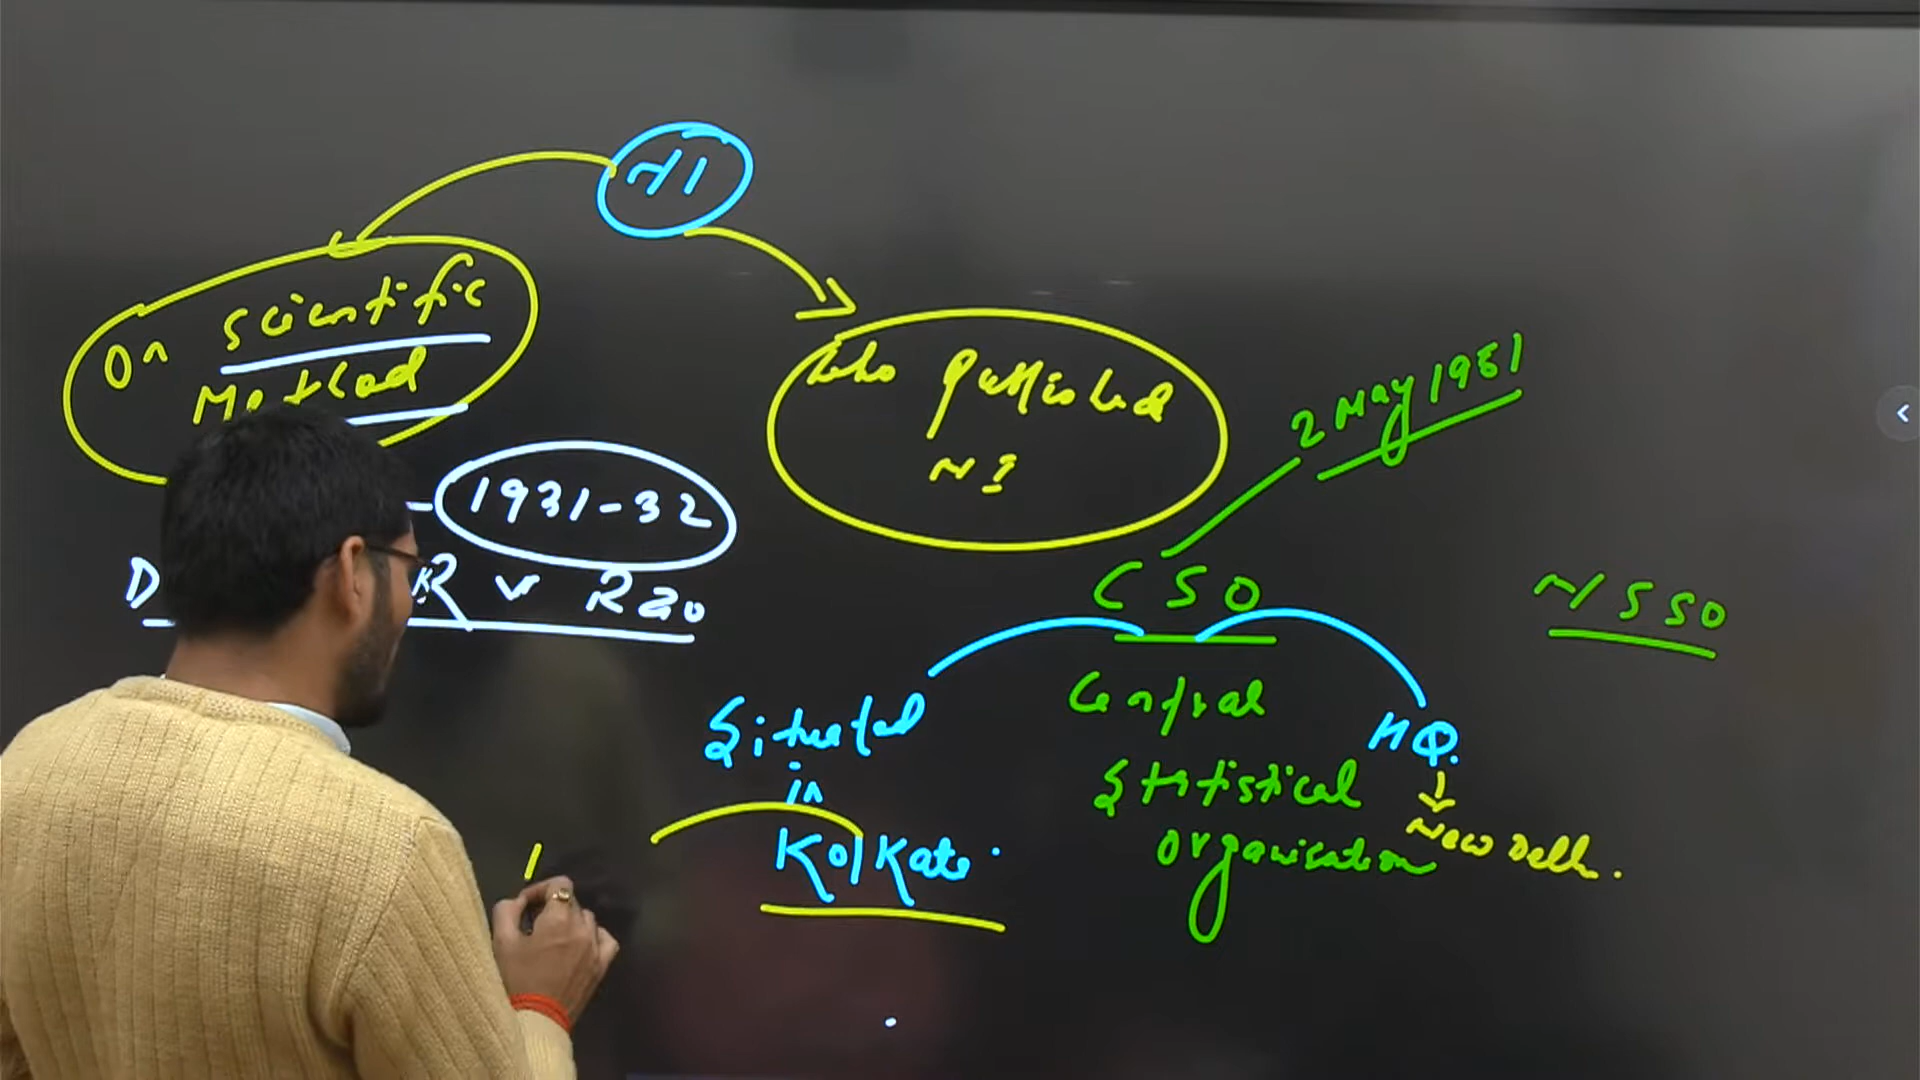 NI
On scientific
Method
1931-32
D R V Rao
who published
NI
2 May 1951
CSO
Central
Statistical
organisation
Situated
in
Kolkata.
HQ.
New Delhi.
NSSO